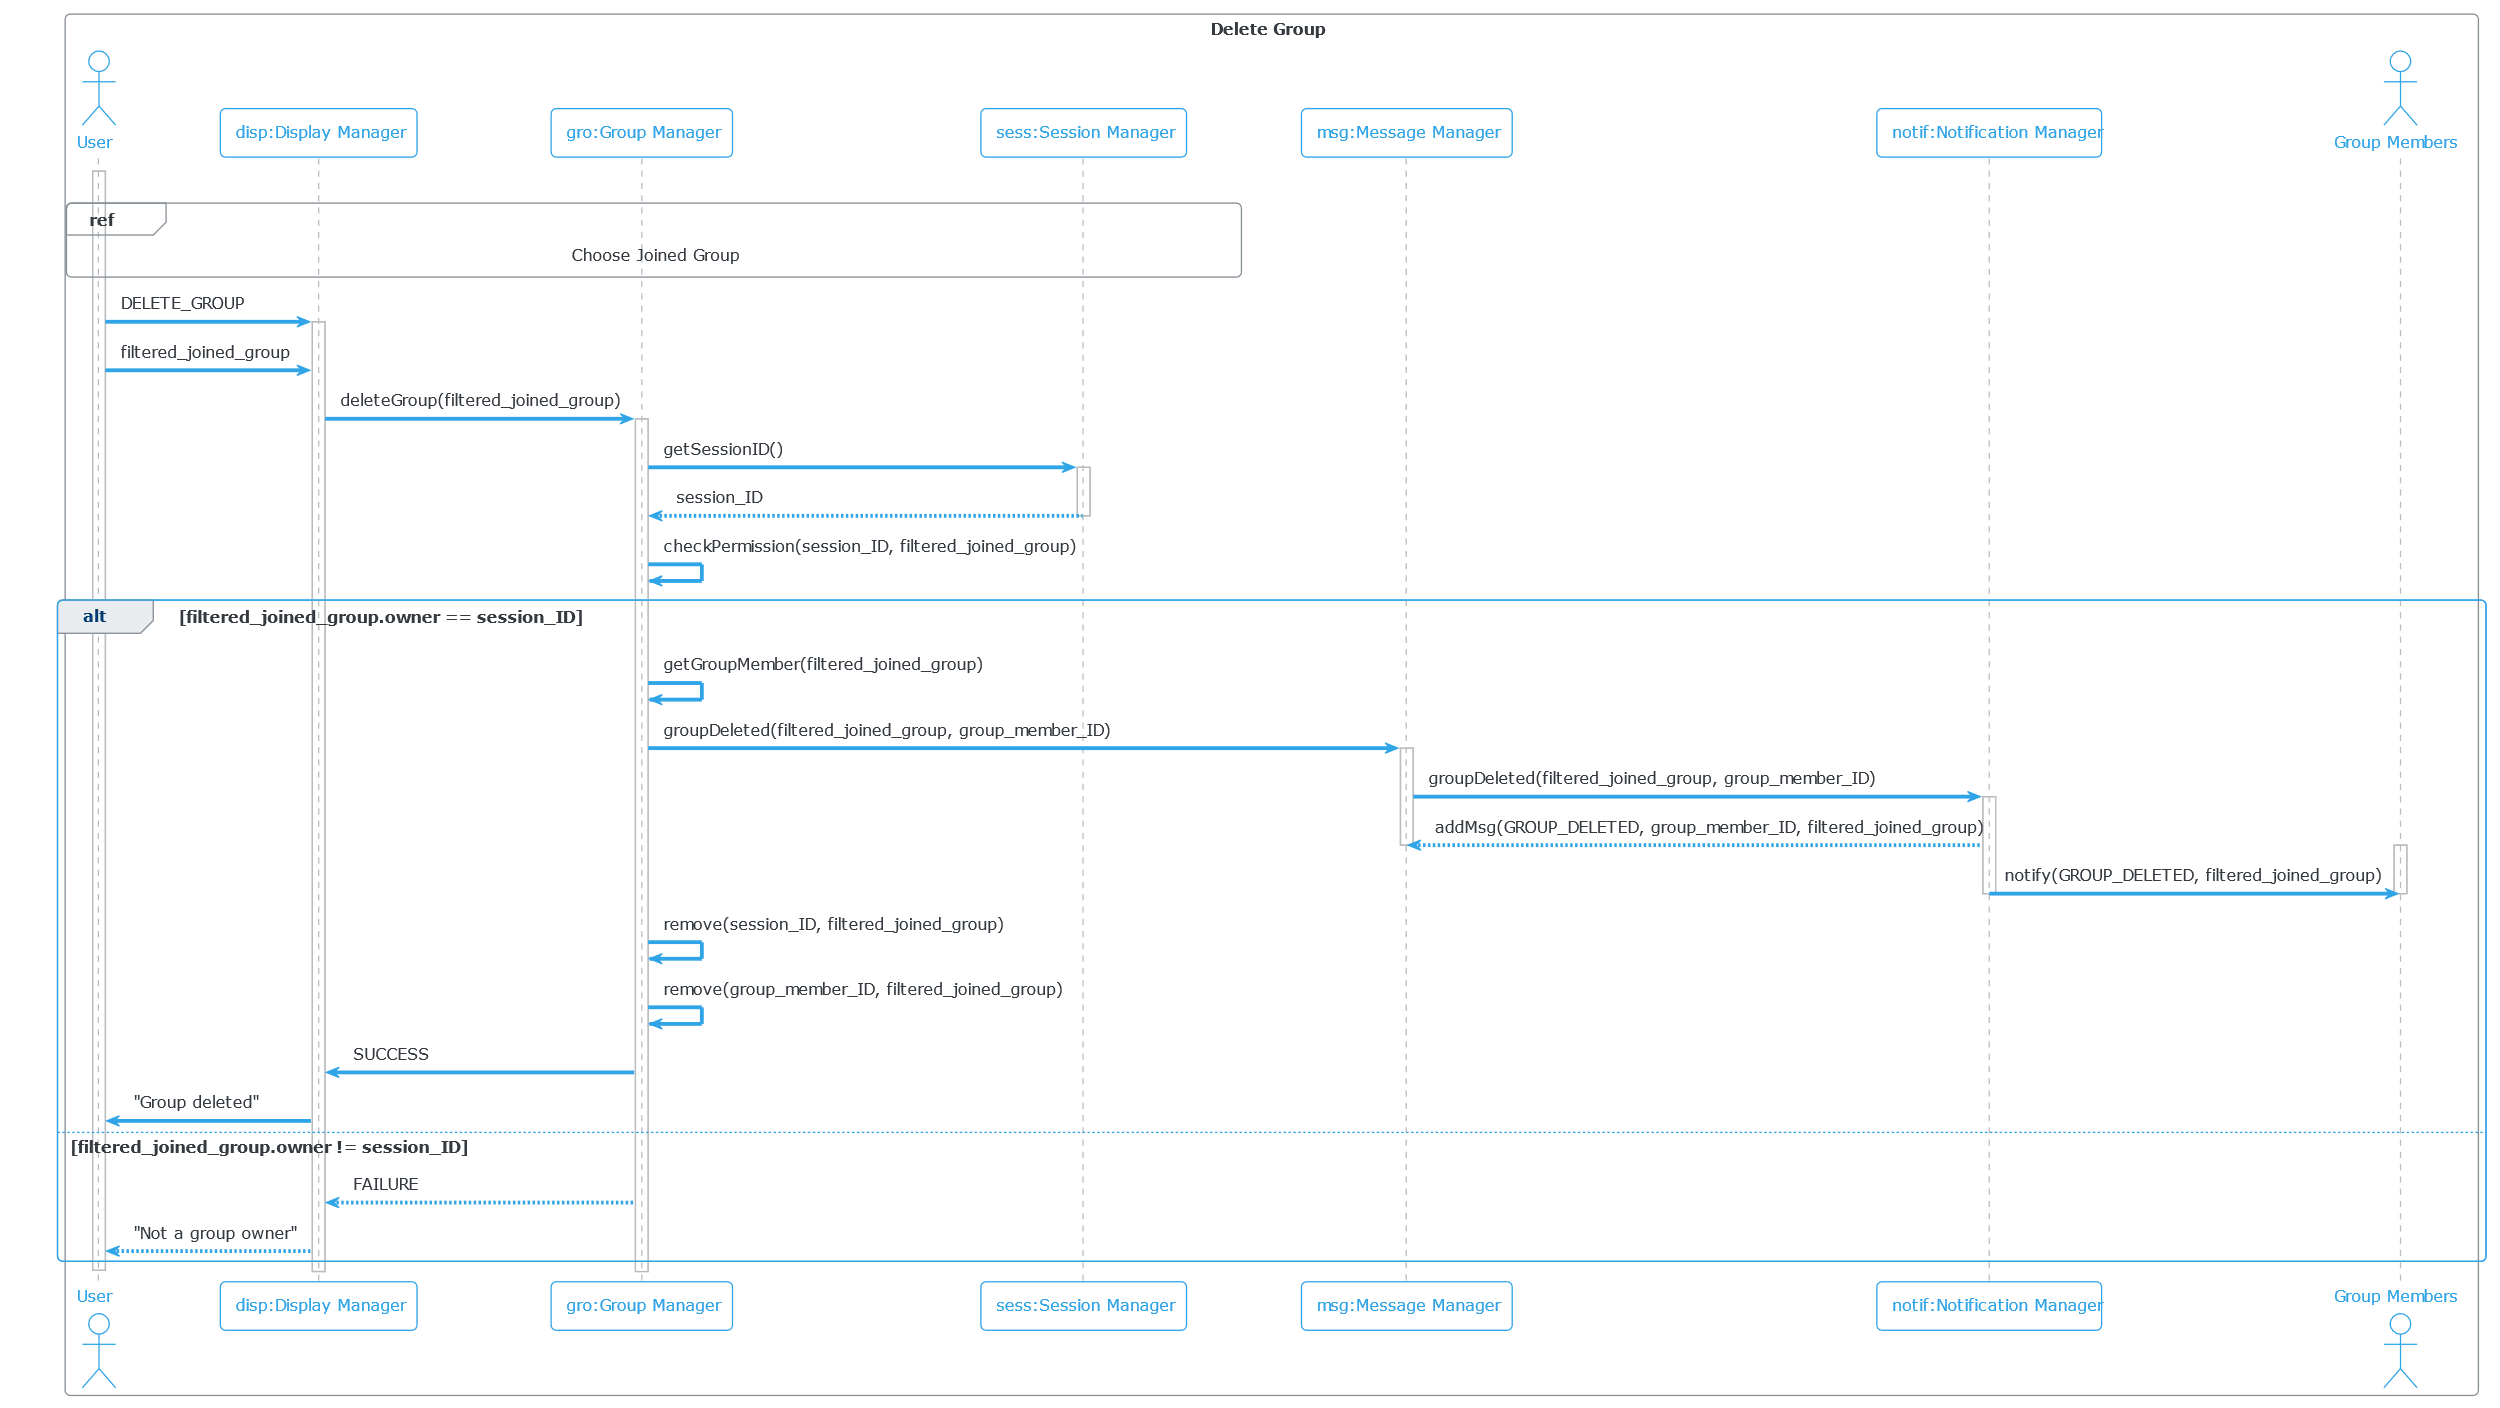 Delete Group
User
disp:Display Manager
gro:Group Manager
sess:Session Manager
msg:Message Manager
notif:Notification Manager
Group Members
ref
Choose Joined Group
DELETE_GROUP
filtered_joined_group
deleteGroup(filtered_joined_group)
getSessionID()
session_ID
checkPermission(session_ID, filtered_joined_group)
alt
[filtered_joined_group.owner == session_ID]
getGroupMember(filtered_joined_group)
groupDeleted(filtered_joined_group, group_member_ID)
groupDeleted(filtered_joined_group, group_member_ID)
addMsg(GROUP_DELETED, group_member_ID, filtered_joined_group)
notify(GROUP_DELETED, filtered_joined_group)
remove(session_ID, filtered_joined_group)
remove(group_member_ID, filtered_joined_group)
SUCCESS
"Group deleted"
[filtered_joined_group.owner != session_ID]
FAILURE
"Not a group owner"
User
disp:Display Manager
gro:Group Manager
sess:Session Manager
msg:Message Manager
notif:Notification Manager
Group Members